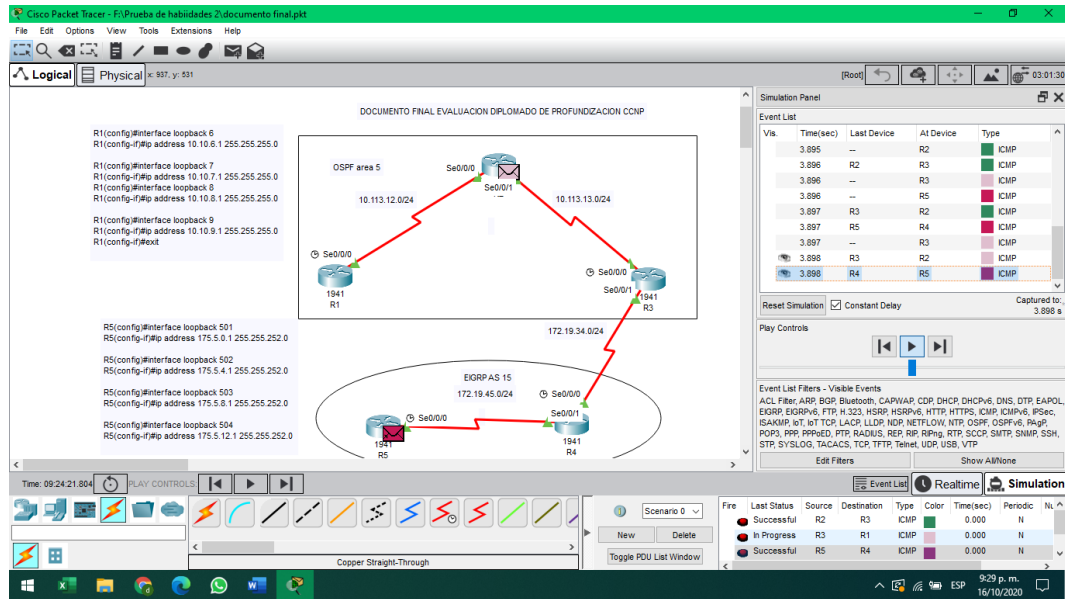 Cisco Packet Tracer - F:\Prueba de habiidades 2\documento final.pkt
File Edit Options View Tools Extensions Help
Logical Physical x: 937, y: 531 [Root] 03:01:30
DOCUMENTO FINAL EVALUACION DIPLOMADO DE PROFUNDIZACION CCNP
R1(config)#interface loopback 6
R1(config-if)#ip address 10.10.6.1 255.255.255.0
R1(config)#interface loopback 7
R1(config-if)#ip address 10.10.7.1 255.255.255.0
R1(config)#interface loopback 8
R1(config-if)#ip address 10.10.8.1 255.255.255.0
R1(config)#interface loopback 9
R1(config-if)#ip address 10.10.9.1 255.255.255.0
R1(config-if)#exit
OSPF area 5
Se0/0/0
Se0/0/1
10.113.12.0/24
10.113.13.0/24
Se0/0/0
1941
R1
Se0/0/0
Se0/0/1
1941
R3
172.19.34.0/24
R5(config)#interface loopback 501
R5(config-if)#ip address 175.5.0.1 255.255.252.0
R5(config)#interface loopback 502
R5(config-if)#ip address 175.5.4.1 255.255.252.0
R5(config)#interface loopback 503
R5(config-if)#ip address 175.5.8.1 255.255.252.0
R5(config)#interface loopback 504
R5(config-if)#ip address 175.5.12.1 255.255.252.0
EIGRP AS 15
172.19.45.0/24
Se0/0/0
Se0/0/0
Se0/0/1
1941
R5
1941
R4
Simulation Panel
Event List
Vis. Time(sec) Last Device At Device Type
3.895 -- R2 ICMP
3.896 R2 R3 ICMP
3.896 -- R3 ICMP
3.896 -- R5 ICMP
3.897 R3 R2 ICMP
3.897 R5 R4 ICMP
3.897 -- R3 ICMP
3.898 R3 R2 ICMP
3.898 R4 R5 ICMP
Reset Simulation Constant Delay Captured to:
3.898 s
Play Controls
Event List Filters - Visible Events
ACL Filter, ARP, BGP, Bluetooth, CAPWAP, CDP, DHCP, DHCPv6, DNS, DTP, EAPOL,
EIGRP, EIGRPv6, FTP, H.323, HSRP, HSRPv6, HTTP, HTTPS, ICMP, ICMPv6, IPSec,
ISAKMP, IoT, IoT TCP, LACP, LLDP, NDP, NETFLOW, NTP, OSPF, OSPFv6, PAgP,
POP3, PPP, PPPoED, PTP, RADIUS, REP, RIP, RIPng, RTP, SCCP, SMTP, SNMP, SSH,
STP, SYSLOG, TACACS, TCP, TFTP, Telnet, UDP, USB, VTP
Edit Filters Show All/None
Time: 09:24:21.804 PLAY CONTROLS: Event List Realtime Simulation
Scenario 0
New Delete
Toggle PDU List Window
Copper Straight-Through
Fire Last Status Source Destination Type Color Time(sec) Periodic
Successful R2 R3 ICMP 0.000 N
In Progress R3 R1 ICMP 0.000 N
Successful R5 R4 ICMP 0.000 N
ESP
9:29 p. m.
16/10/2020